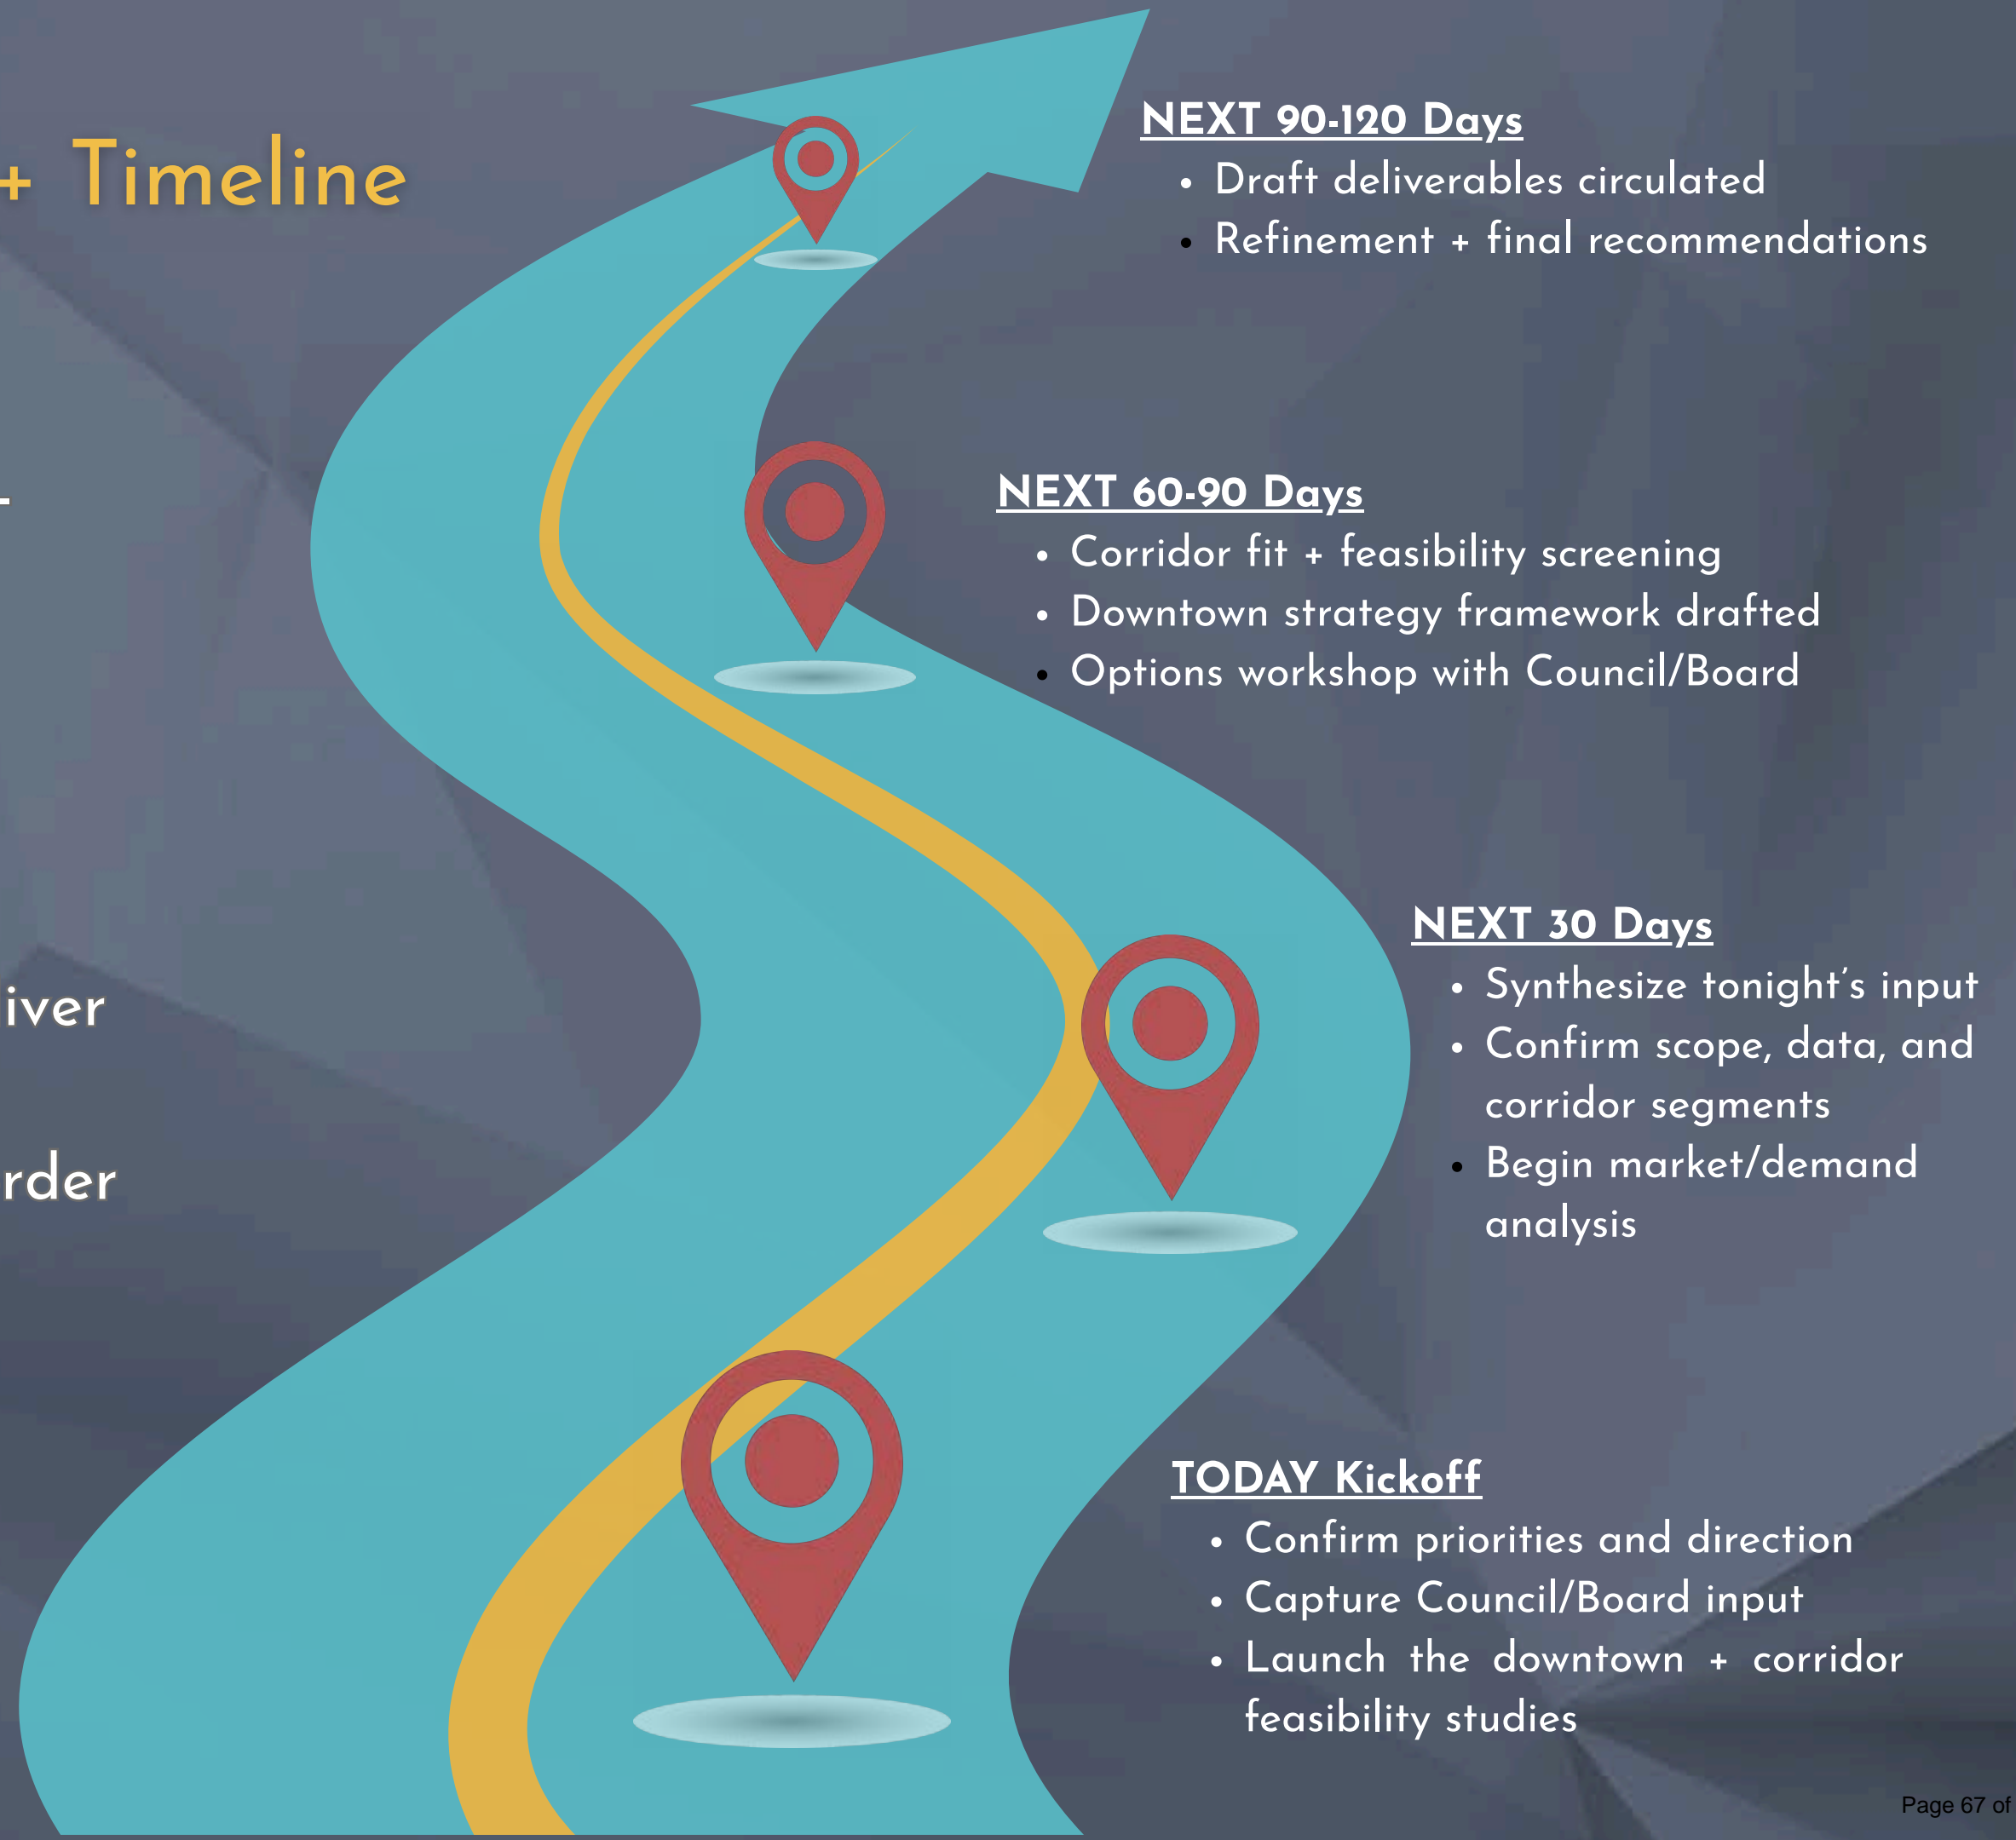 + Timeline
iver
rder
NEXT 90-120 Days
• Draft deliverables circulated
• Refinement + final recommendations
NEXT 60-90 Days
• Corridor fit + feasibility screening
• Downtown strategy framework drafted
• Options workshop with Council/Board
NEXT 30 Days
• Synthesize tonight's input
• Confirm scope, data, and
corridor segments
• Begin market/demand
analysis
TODAY Kickoff
• Confirm priorities and direction
• Capture Council/Board input
• Launch the downtown + corridor
feasibility studies
Page 67 of